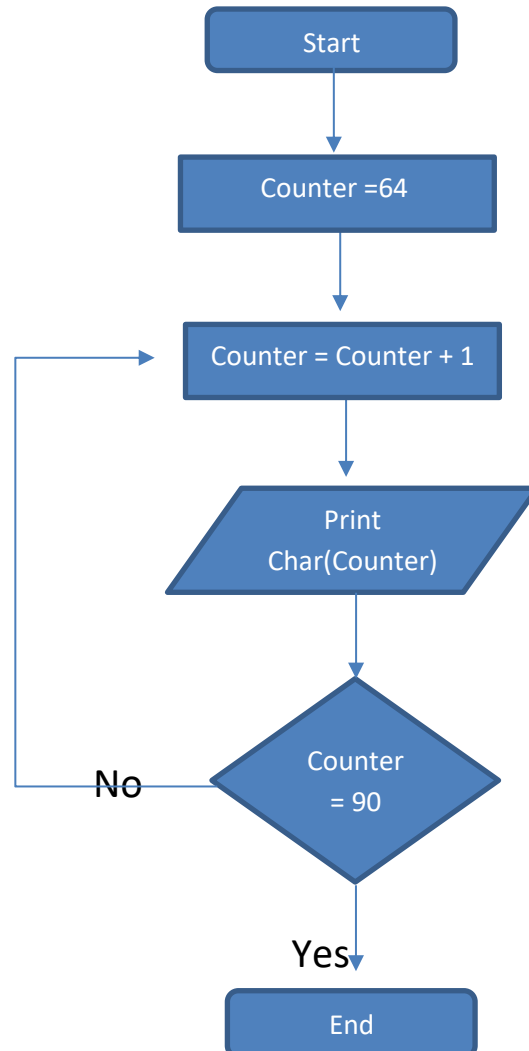 Start
Counter =64
Counter = Counter + 1
Print
Char(Counter)
Counter
= 90
No
Yes
End